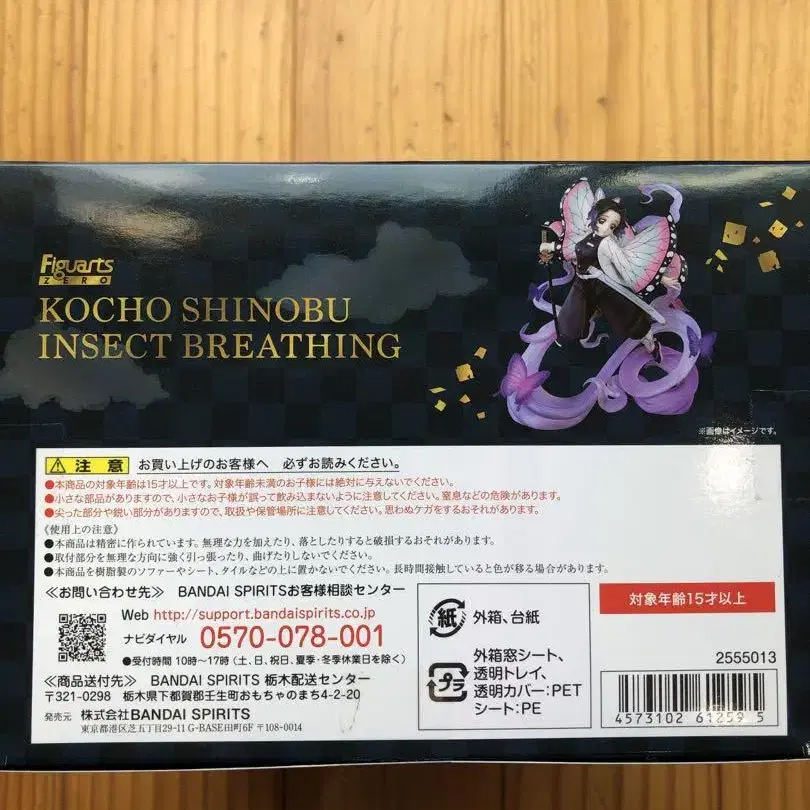 Figuarts
ZERO
KOCHO SHINOBU
INSECT BREATHING
※画像はイメージです。
注意 お買い上げのお客様へ 必ずお読みください。
●本商品の対象年齢は15才以上です。対象年齢未満のお子様には絶対に与えないでください。
●小さな部品がありますので、小さなお子様が誤って飲み込まないように注意してください。窒息などの危険があります。
●尖った部分や鋭い部分がありますので、取扱や保管場所に注意してください。思わぬケガをするおそれがあります。
《使用上の注意》
●本商品は精密に作られています。無理な力を加えたり、落としたりすると破損するおそれがあります。
●取付部分を無理な方向に強く引っ張ったり、曲げたりしないでください。
●本商品を樹脂製のソファーやシート、タイルなどの上に置かないでください。長時間接触していると色が移る場合があります。
≪お問い合わせ先≫ BANDAI SPIRITSお客様相談センター
Web http://support.bandaispirits.co.jp
ナビダイヤル 0570-078-001
●受付時間 10時〜17時(土、日、祝日、夏季・冬季休業日を除く)
≪商品送付先≫ BANDAI SPIRITS 栃木配送センター
〒321-0298 栃木県下都賀郡壬生町おもちゃのまち4-2-20
発売元 株式会社BANDAI SPIRITS
東京都港区芝五丁目29-11 G-BASE田町6F 〒108-0014
紙 外箱、台紙
プラ 外箱窓シート、
透明トレイ、
透明カバー:PET
シート:PE
対象年齢15才以上
2555013
4573102 612595